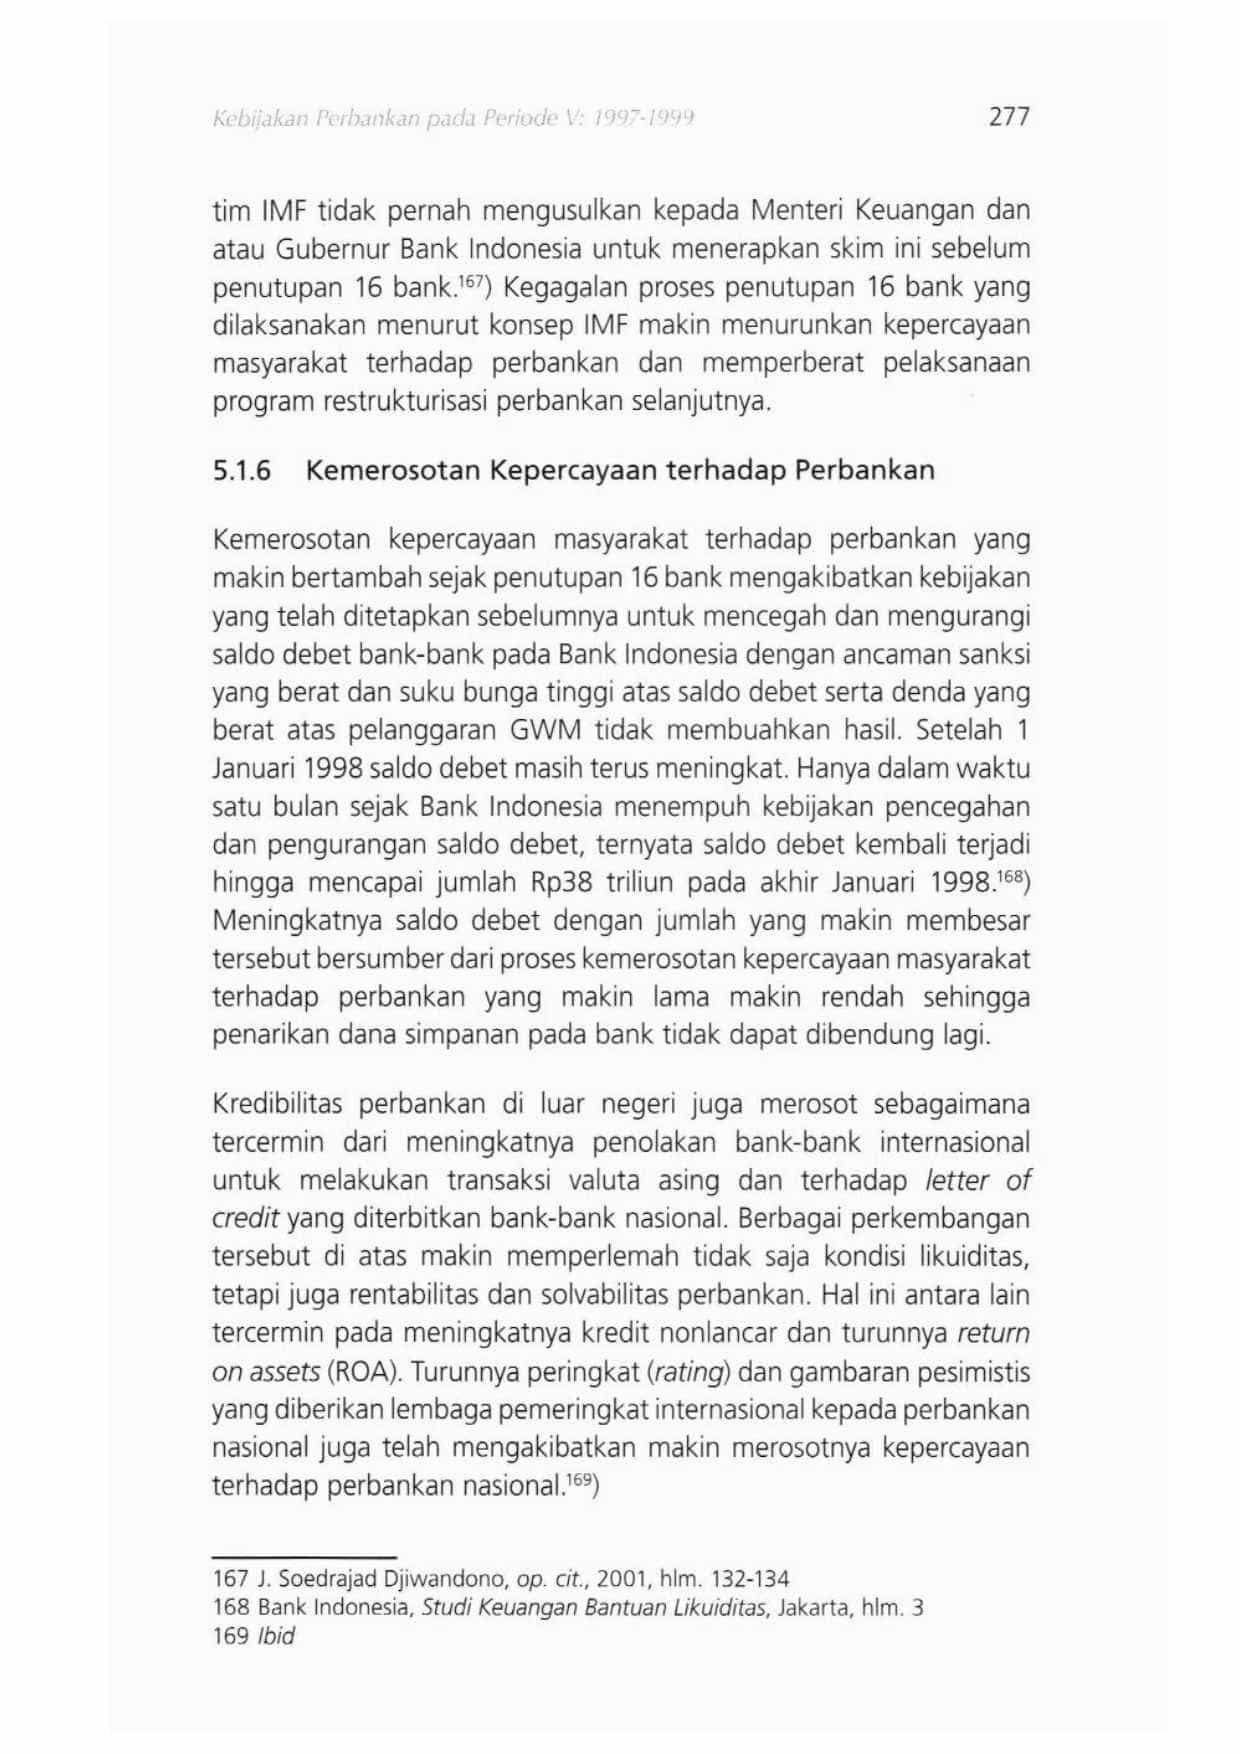 Kebijakan Perbankan pada Periode V: 1997-1999 277
tim IMF tidak pernah mengusulkan kepada Menteri Keuangan dan
atau Gubernur Bank Indonesia untuk menerapkan skim ini sebelum
penutupan 16 bank.167) Kegagalan proses penutupan 16 bank yang
dilaksanakan menurut konsep IMF makin menurunkan kepercayaan
masyarakat terhadap perbankan dan memperberat pelaksanaan
program restrukturisasi perbankan selanjutnya.
5.1.6 Kemerosotan Kepercayaan terhadap Perbankan
Kemerosotan kepercayaan masyarakat terhadap perbankan yang
makin bertambah sejak penutupan 16 bank mengakibatkan kebijakan
yang telah ditetapkan sebelumnya untuk mencegah dan mengurangi
saldo debet bank-bank pada Bank Indonesia dengan ancaman sanksi
yang berat dan suku bunga tinggi atas saldo debet serta denda yang
berat atas pelanggaran GWM tidak membuahkan hasil. Setelah 1
Januari 1998 saldo debet masih terus meningkat. Hanya dalam waktu
satu bulan sejak Bank Indonesia menempuh kebijakan pencegahan
dan pengurangan saldo debet, ternyata saldo debet kembali terjadi
hingga mencapai jumlah Rp38 triliun pada akhir Januari 1998.168)
Meningkatnya saldo debet dengan jumlah yang makin membesar
tersebut bersumber dari proses kemerosotan kepercayaan masyarakat
terhadap perbankan yang makin lama makin rendah sehingga
penarikan dana simpanan pada bank tidak dapat dibendung lagi.
Kredibilitas perbankan di luar negeri juga merosot sebagaimana
tercermin dari meningkatnya penolakan bank-bank internasional
untuk melakukan transaksi valuta asing dan terhadap letter of
credit yang diterbitkan bank-bank nasional. Berbagai perkembangan
tersebut di atas makin memperlemah tidak saja kondisi likuiditas,
tetapi juga rentabilitas dan solvabilitas perbankan. Hal ini antara lain
tercermin pada meningkatnya kredit nonlancar dan turunnya return
on assets (ROA). Turunnya peringkat (rating) dan gambaran pesimistis
yang diberikan lembaga pemeringkat internasional kepada perbankan
nasional juga telah mengakibatkan makin merosotnya kepercayaan
terhadap perbankan nasional.169)
167 J. Soedrajad Djiwandono, op. cit., 2001, hlm. 132-134
168 Bank Indonesia, Studi Keuangan Bantuan Likuiditas, Jakarta, hlm. 3
169 Ibid